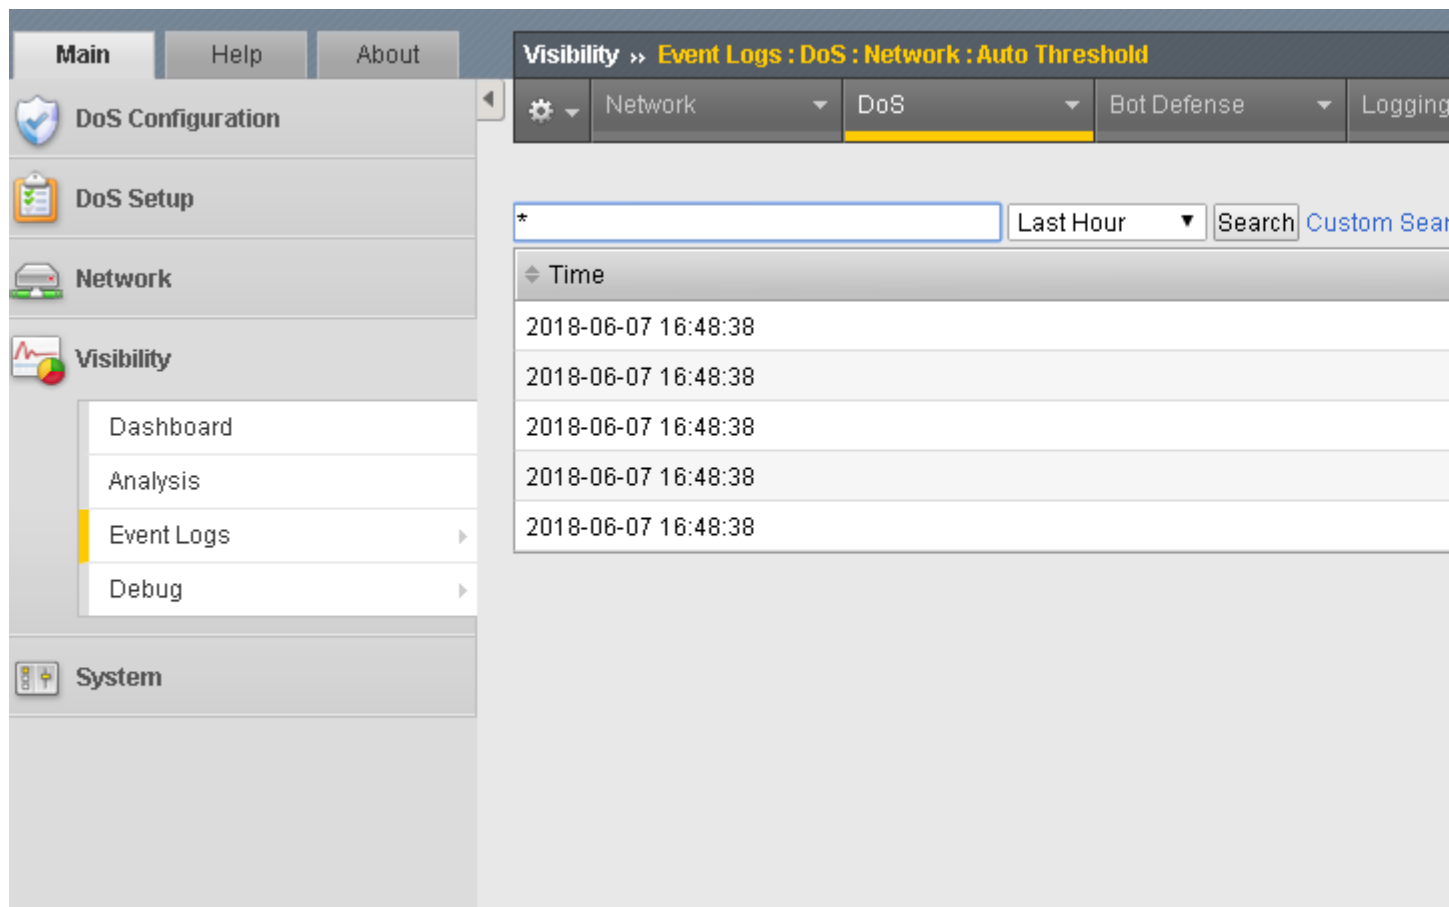 Main Help About
Visibility ›› Event Logs : DoS : Network : Auto Threshold
DoS Configuration
Network DoS Bot Defense Logging
DoS Setup
* Last Hour Search Custom Sear
Network
Time
2018-06-07 16:48:38
Visibility
2018-06-07 16:48:38
Dashboard
2018-06-07 16:48:38
Analysis
2018-06-07 16:48:38
Event Logs
2018-06-07 16:48:38
Debug
System